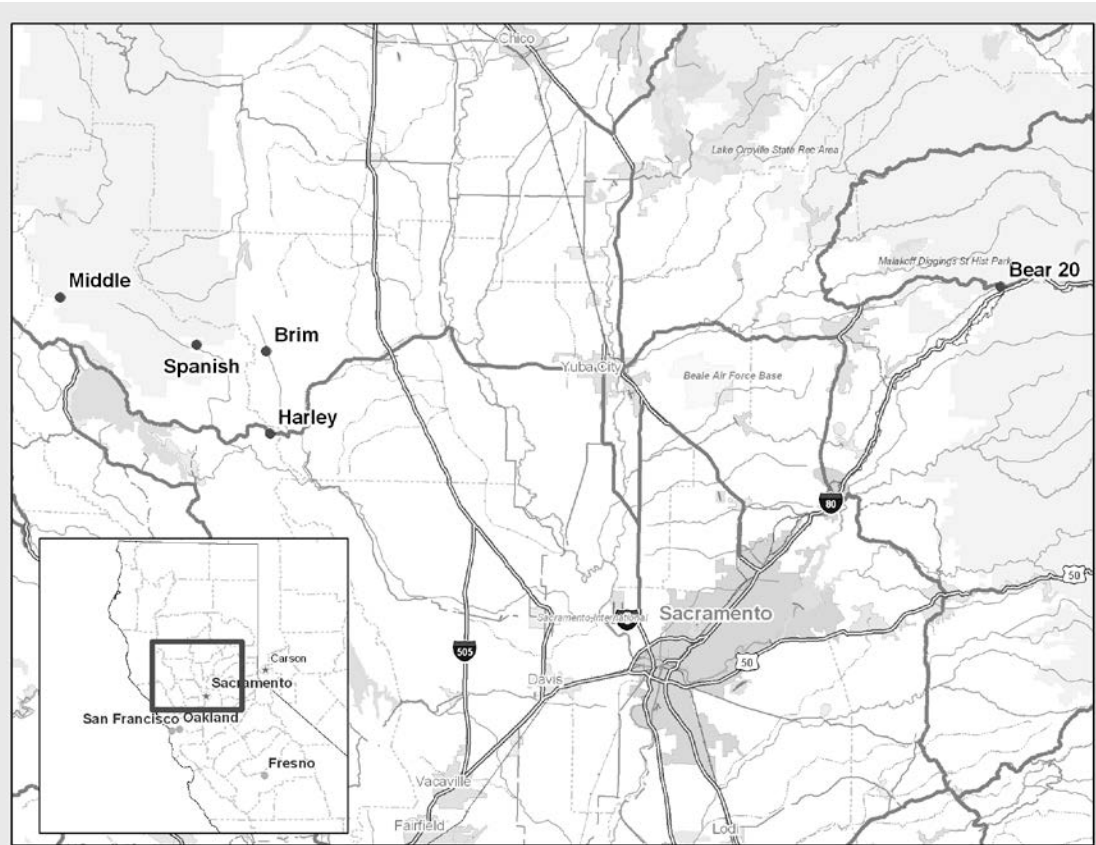 Chico
Lake Oroville State Rec Area
Malakoff Diggings St Hist Park
Bear 20
Middle
Brim
Spanish
Yuba City
Beale Air Force Base
Harley
80
50
Sacramento
Sacramento International
505
50
Davis
Carson
Sacramento
San Francisco Oakland
Fresno
Vacaville
Fairfield
Lodi